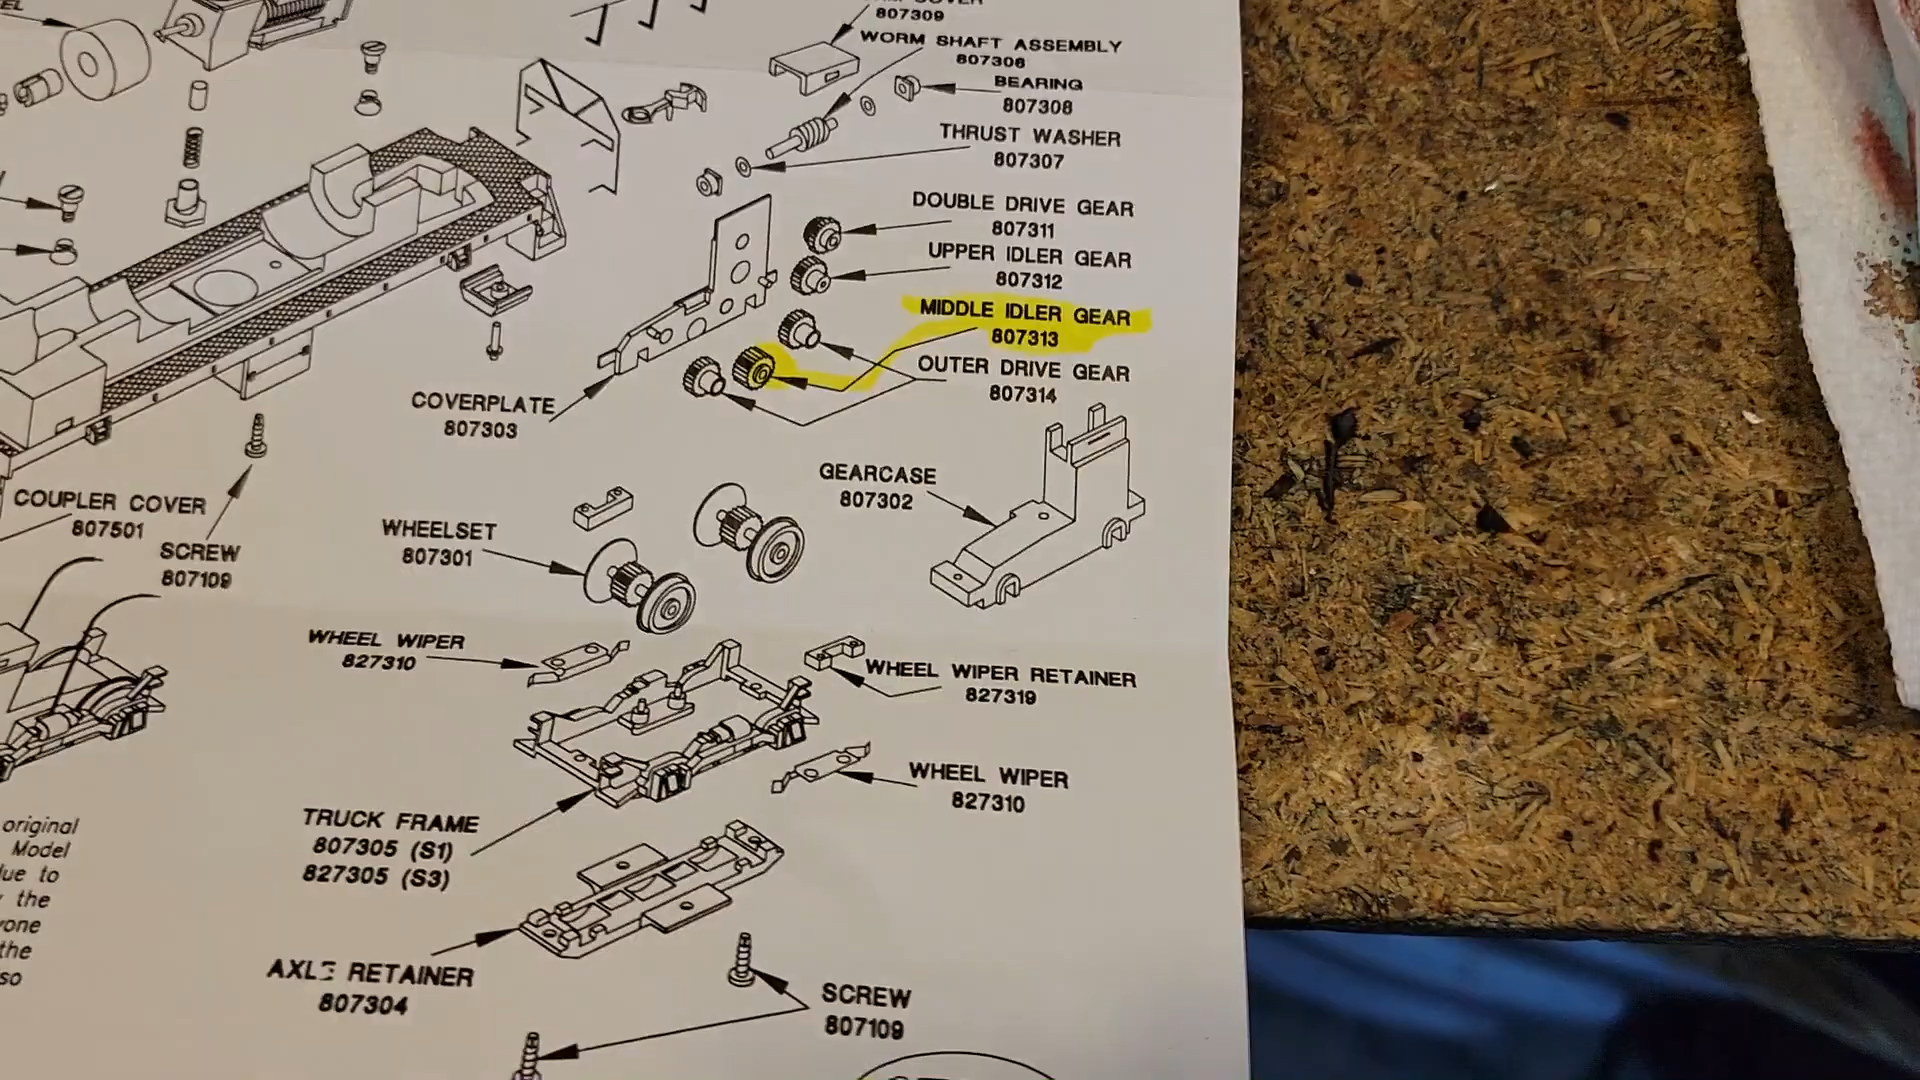 807309
WORM SHAFT ASSEMBLY
807306
BEARING
807308
THRUST WASHER
807307
DOUBLE DRIVE GEAR
807311
UPPER IDLER GEAR
807312
MIDDLE IDLER GEAR
807313
OUTER DRIVE GEAR
807314
COVERPLATE
807303
GEARCASE
807302
COUPLER COVER
807501
SCREW
807109
WHEELSET
807301
WHEEL WIPER
827310
WHEEL WIPER RETAINER
827319
WHEEL WIPER
827310
TRUCK FRAME
807305 (S1)
827305 (S3)
original
Model
to
the
the
so
AXLE RETAINER
807304
SCREW
807109